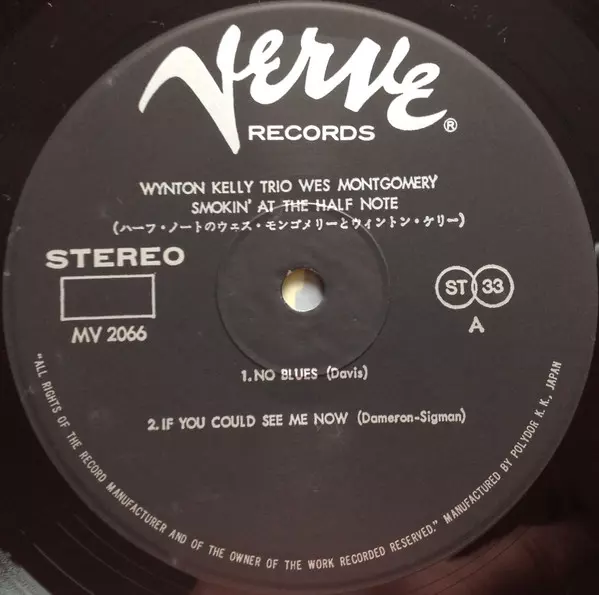 Verve
RECORDS ®
WYNTON KELLY TRIO WES MONTGOMERY
SMOKIN' AT THE HALF NOTE
(ハーフ・ノートのウェス・モンゴメリーとウィントン・ケリー)
STEREO
MV 2066
ST 33
A
1. NO BLUES (Davis)
2. IF YOU COULD SEE ME NOW (Dameron-Sigman)
"ALL RIGHTS OF THE RECORD MANUFACTURER AND OF THE OWNER OF THE WORK RECORDED RESERVED." MANUFACTURED BY POLYDOR K. K., JAPAN